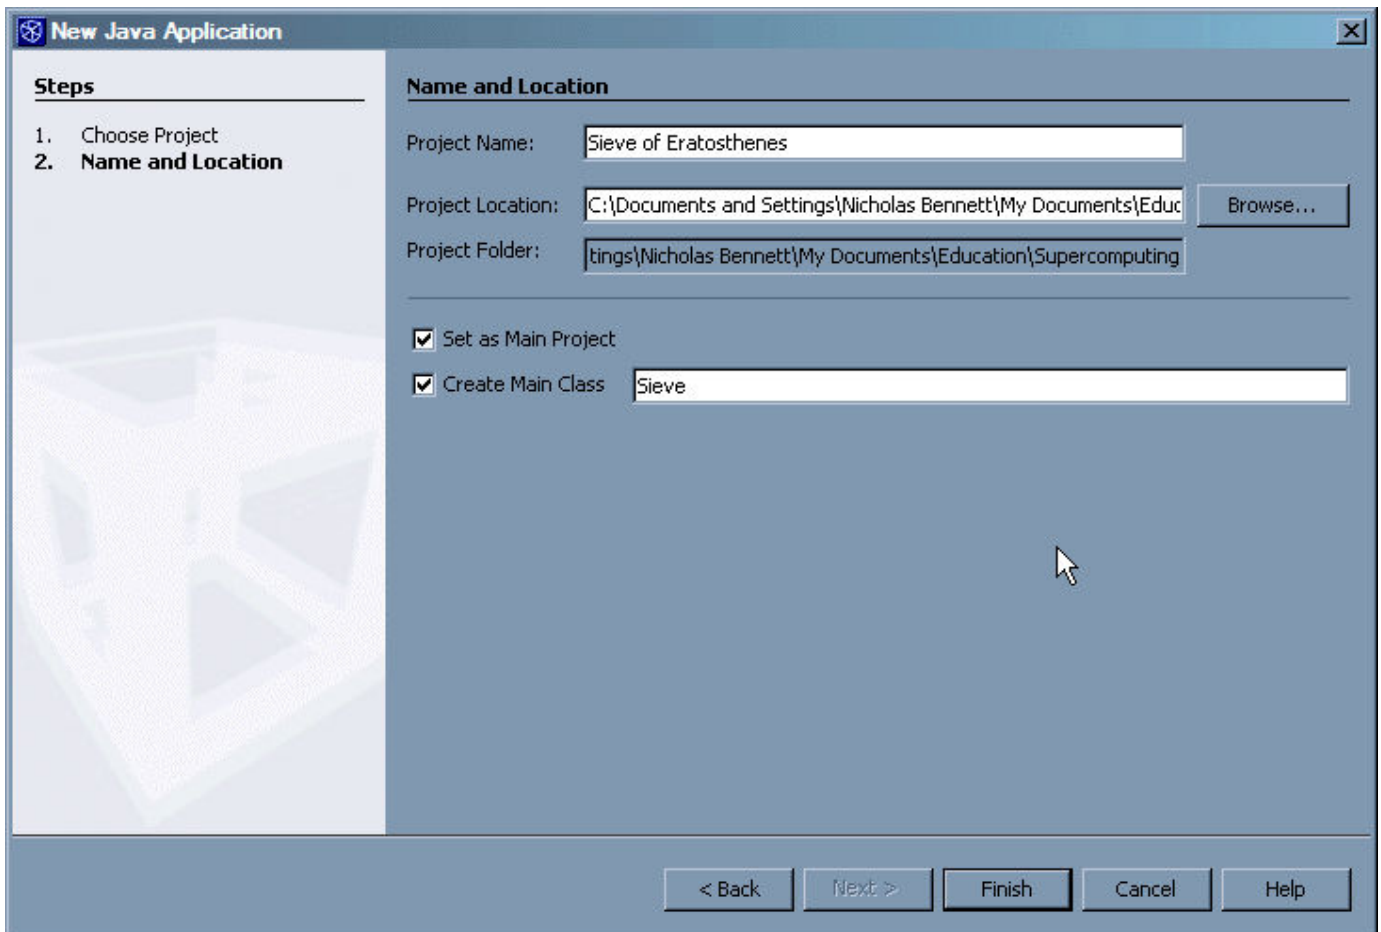 New Java Application
Steps
1. Choose Project
2. Name and Location
Name and Location
Project Name: Sieve of Eratosthenes
Project Location: C:\Documents and Settings\Nicholas Bennett\My Documents\Educ Browse...
Project Folder: tings\Nicholas Bennett\My Documents\Education\Supercomputing
Set as Main Project
Create Main Class Sieve
< Back Next > Finish Cancel Help